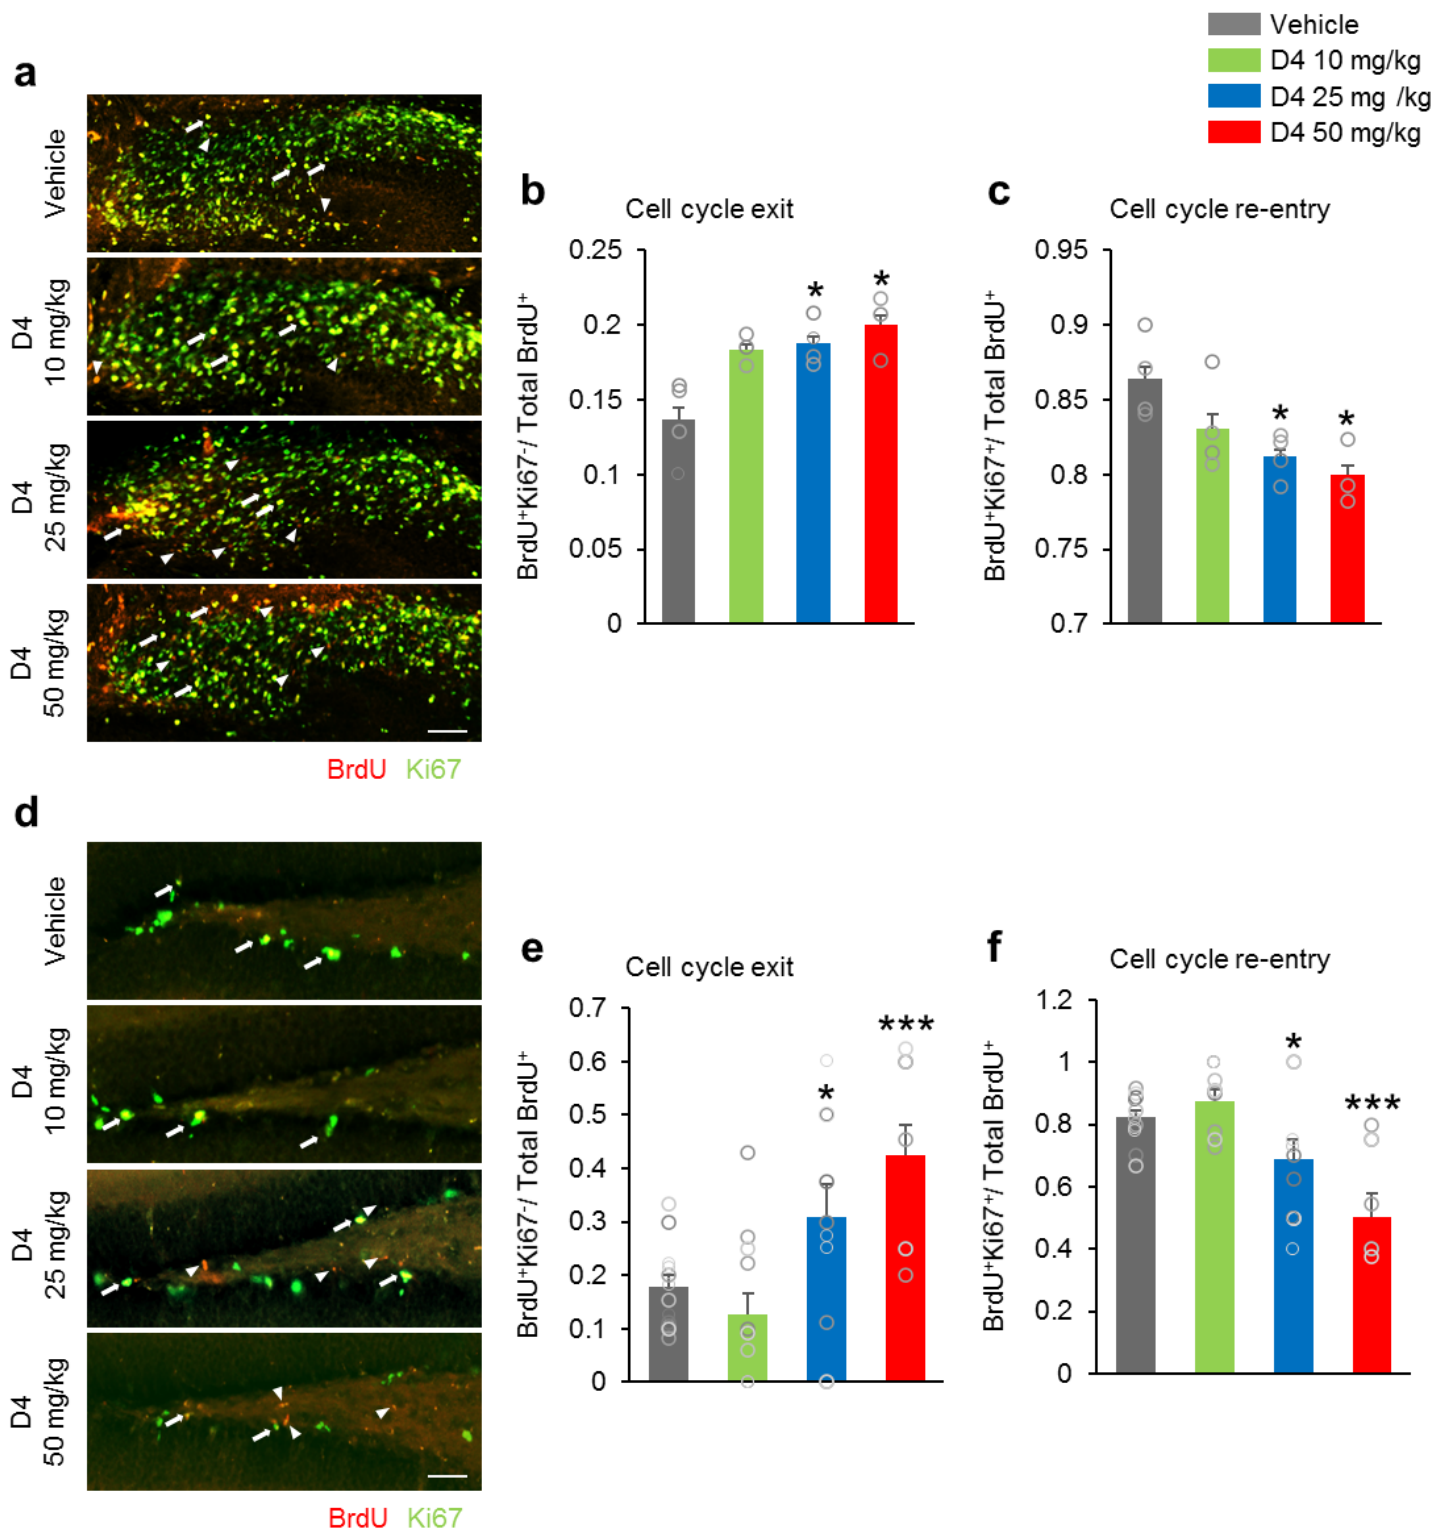 Vehicle
D4 10 mg/kg
D4 25 mg /kg
D4 50 mg/kg
a
Vehicle
D4
10 mg/kg
D4
25 mg/kg
D4
50 mg/kg
BrdU Ki67
b
Cell cycle exit
BrdU⁺Ki67⁻/ Total BrdU⁺
0.25
0.2
0.15
0.1
0.05
0
*
*
c
Cell cycle re-entry
BrdU⁺Ki67⁺/ Total BrdU⁺
0.95
0.9
0.85
0.8
0.75
0.7
*
*
d
Vehicle
D4
10 mg/kg
D4
25 mg/kg
D4
50 mg/kg
BrdU Ki67
e
Cell cycle exit
BrdU⁺Ki67⁻/ Total BrdU⁺
0.7
0.6
0.5
0.4
0.3
0.2
0.1
0
*
***
f
Cell cycle re-entry
BrdU⁺Ki67⁺/ Total BrdU⁺
1.2
1
0.8
0.6
0.4
0.2
0
*
***